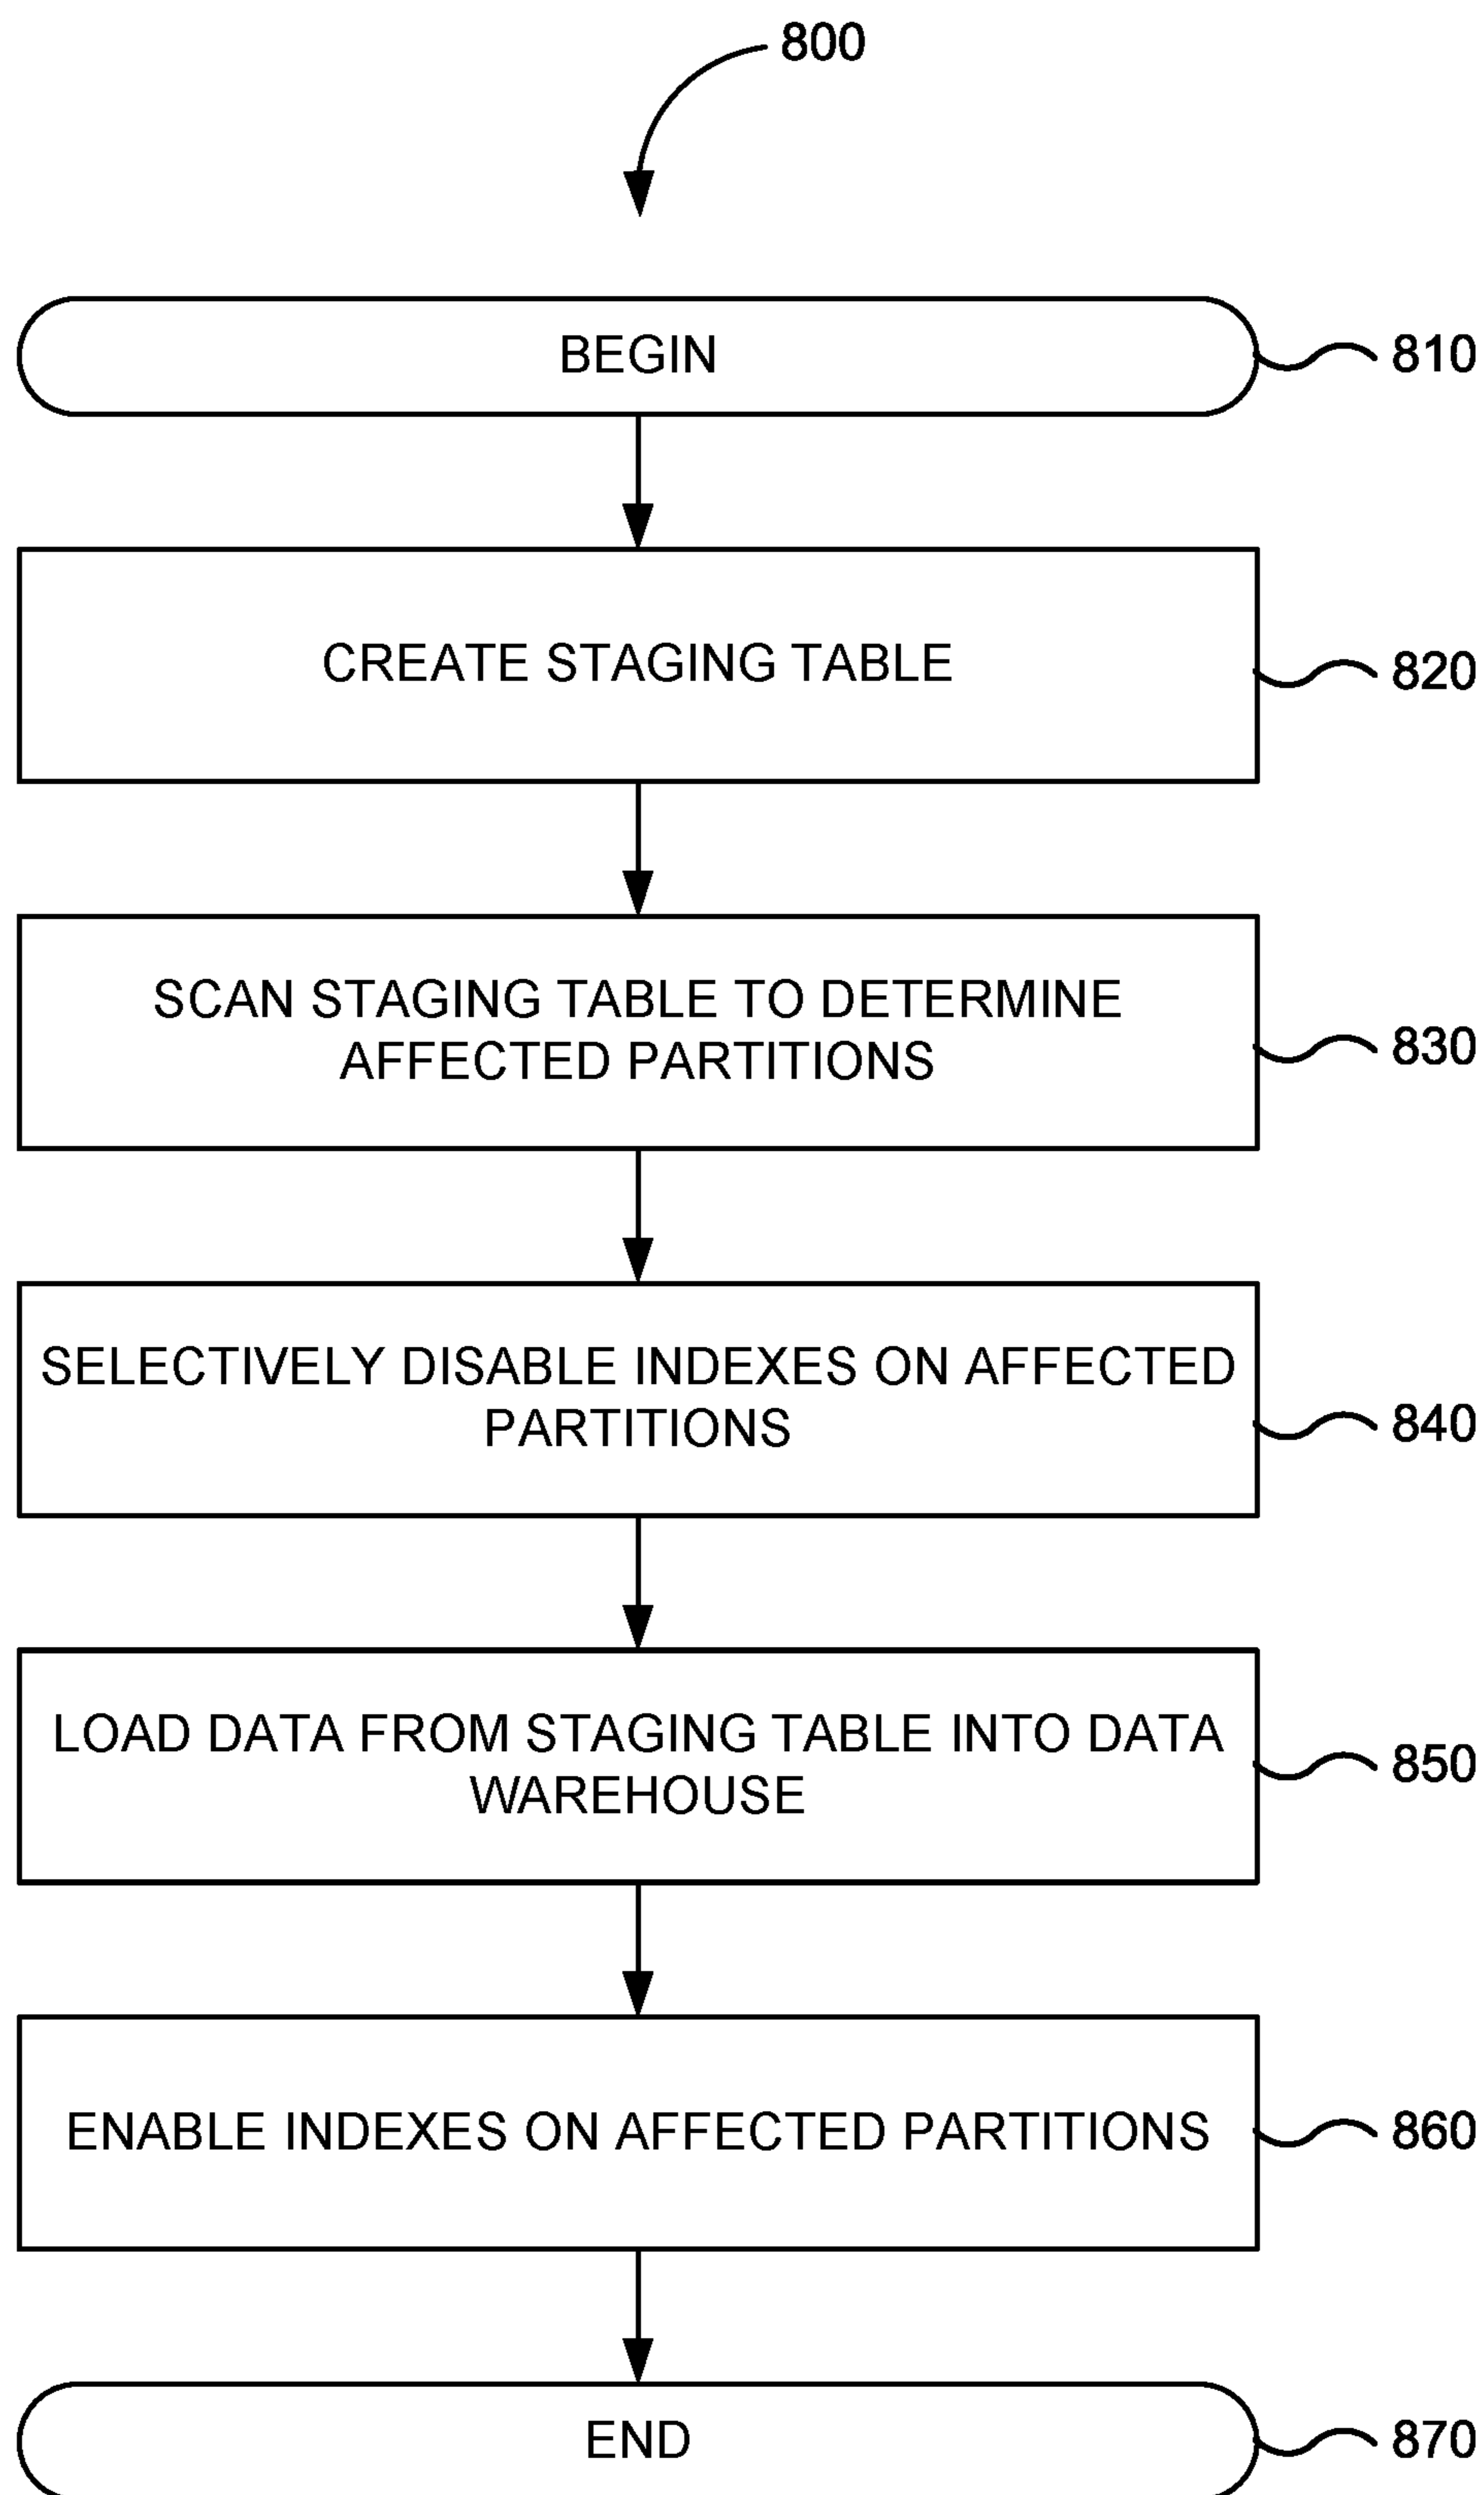 800
BEGIN
810
CREATE STAGING TABLE
820
SCAN STAGING TABLE TO DETERMINE
AFFECTED PARTITIONS
830
SELECTIVELY DISABLE INDEXES ON AFFECTED
PARTITIONS
840
LOAD DATA FROM STAGING TABLE INTO DATA
WAREHOUSE
850
ENABLE INDEXES ON AFFECTED PARTITIONS
860
END
870